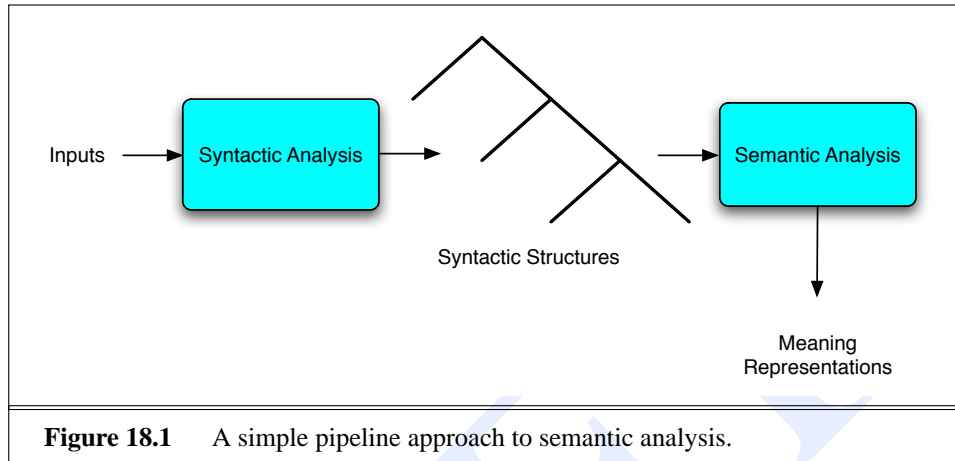 Inputs
Syntactic Analysis
Semantic Analysis
Syntactic Structures
Meaning
Representations
Figure 18.1 A simple pipeline approach to semantic analysis.